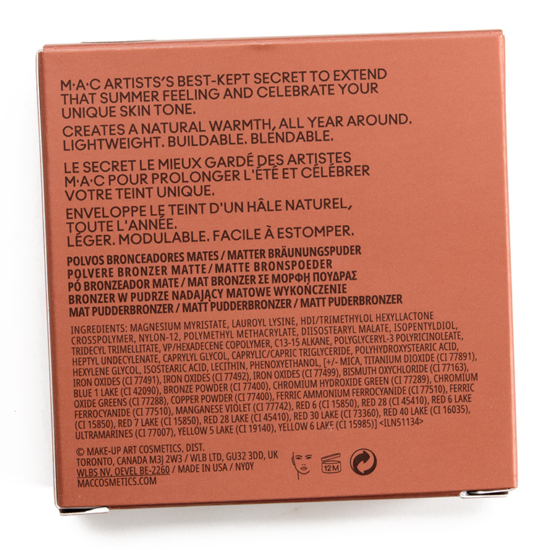 M·A·C ARTISTS'S BEST-KEPT SECRET TO EXTEND
THAT SUMMER FEELING AND CELEBRATE YOUR
UNIQUE SKIN TONE.
CREATES A NATURAL WARMTH, ALL YEAR AROUND.
LIGHTWEIGHT. BUILDABLE. BLENDABLE.
LE SECRET LE MIEUX GARDÉ DES ARTISTES
M·A·C POUR PROLONGER L'ÉTÉ ET CÉLÉBRER
VOTRE TEINT UNIQUE.
ENVELOPPE LE TEINT D'UN HÂLE NATUREL,
TOUTE L'ANNÉE.
LÉGER. MODULABLE. FACILE À ESTOMPER.
POLVOS BRONCEADORES MATES / MATTER BRÄUNUNGSPUDER
POLVERE BRONZER MATTE / MATTE BRONSPOEDER
PÓ BRONZEADOR MATE / ΜΑΤ BRONZER ΣΕ ΜΟΡΦΗ ΠΟΥΔΡΑΣ
BRONZER W PUDRZE NADAJĄCY MATOWE WYKOŃCZENIE
MAT PUDDERBRONZER / MATT PUDDERBRONZER / MATT PUDERBRONZER
INGREDIENTS: MAGNESIUM MYRISTATE, LAUROYL LYSINE, HDI/TRIMETHYLOL HEXYLLACTONE
CROSSPOLYMER, NYLON-12, POLYMETHYL METHACRYLATE, DIISOSTEARYL MALATE, ISOPENTYLDIOL,
TRIDECYL TRIMELLITATE, VP/HEXADECENE COPOLYMER, C13-15 ALKANE, POLYGLYCERYL-3 POLYRICINOLEATE,
HEPTYL UNDECYLENATE, CAPRYLYL GLYCOL, CAPRYLIC/CAPRIC TRIGLYCERIDE, POLYHYDROXYSTEARIC ACID,
HEXYLENE GLYCOL, ISOSTEARIC ACID, LECITHIN, PHENOXYETHANOL, [+/- MICA, TITANIUM DIOXIDE (CI 77891),
IRON OXIDES (CI 77491), IRON OXIDES (CI 77492), IRON OXIDES (CI 77499), BISMUTH OXYCHLORIDE (CI 77163),
BLUE 1 LAKE (CI 42090), BRONZE POWDER (CI 77400), CHROMIUM HYDROXIDE GREEN (CI 77289), CHROMIUM
OXIDE GREENS (CI 77288), COPPER POWDER (CI 77400), FERRIC AMMONIUM FERROCYANIDE (CI 77510), FERRIC
FERROCYANIDE (CI 77510), MANGANESE VIOLET (CI 77742), RED 6 (CI 15850), RED 28 (CI 45410), RED 6 LAKE
(CI 15850), RED 7 LAKE (CI 15850), RED 28 LAKE (CI 45410), RED 30 LAKE (CI 73360), RED 40 LAKE (CI 16035),
ULTRAMARINES (CI 77007), YELLOW 5 LAKE (CI 19140), YELLOW 6 LAKE (CI 15985)] <ILN51134>
© MAKE-UP ART COSMETICS, DIST.
TORONTO, CANADA M3J 2W3 / WLB LTD, GU32 3DD, UK
WLBS NV, OEVEL BE-2260 / MADE IN USA / NY0Y
MACCOSMETICS.COM
12 M